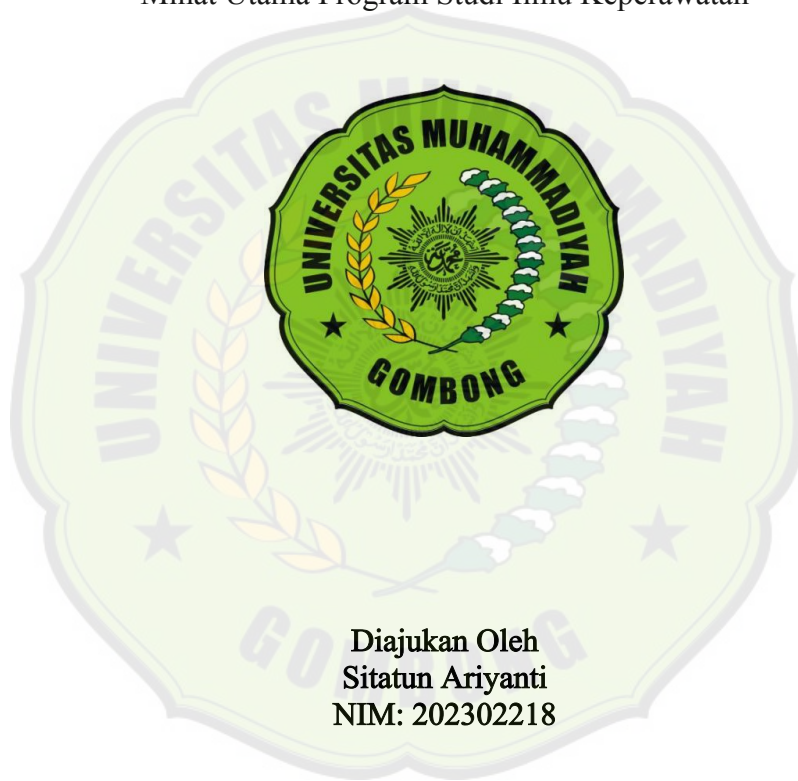 Minat Utama Program Studi Ilmu Keperawatan
UNIVERSITAS MUHAMMADIYAH
GOMBONG
Diajukan Oleh
Sitatun Ariyanti
NIM: 202302218